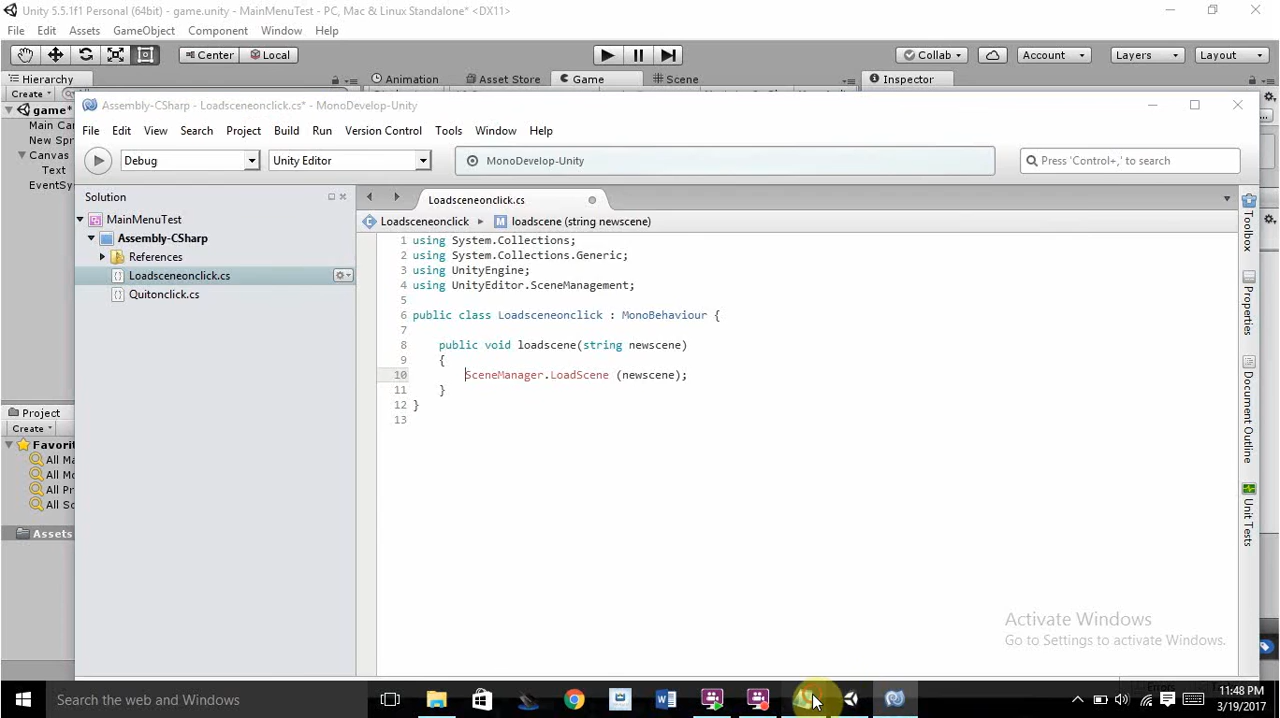 Unity 5.5.1f1 Personal (64bit) - game.unity - MainMenuTest - PC, Mac & Linux Standalone* <DX11>
File Edit Assets GameObject Component Window Help
Center Local Collab Account Layers Layout
Hierarchy Animation Asset Store Game Scene Inspector
Create
game*
Main Ca
New Spr
Canvas
Text
EventSy
Project
Create
Favorit
All Ma
All Mo
All Pr
All Sc
Assets
Assembly-CSharp - Loadsceneonclick.cs* - MonoDevelop-Unity
File Edit View Search Project Build Run Version Control Tools Window Help
Debug Unity Editor MonoDevelop-Unity Press 'Control+,' to search
Solution
MainMenuTest
Assembly-CSharp
References
Loadsceneonclick.cs
Quitonclick.cs
Loadsceneonclick.cs
Loadsceneonclick loadscene (string newscene)
1 using System.Collections;
2 using System.Collections.Generic;
3 using UnityEngine;
4 using UnityEditor.SceneManagement;
5
6 public class Loadsceneonclick : MonoBehaviour {
7
8 public void loadscene(string newscene)
9 {
10 SceneManager.LoadScene (newscene);
11 }
12 }
13
Toolbox
Properties
Document Outline
Unit Tests
Activate Windows
Go to Settings to activate Windows.
Search the web and Windows
11:48 PM
3/19/2017